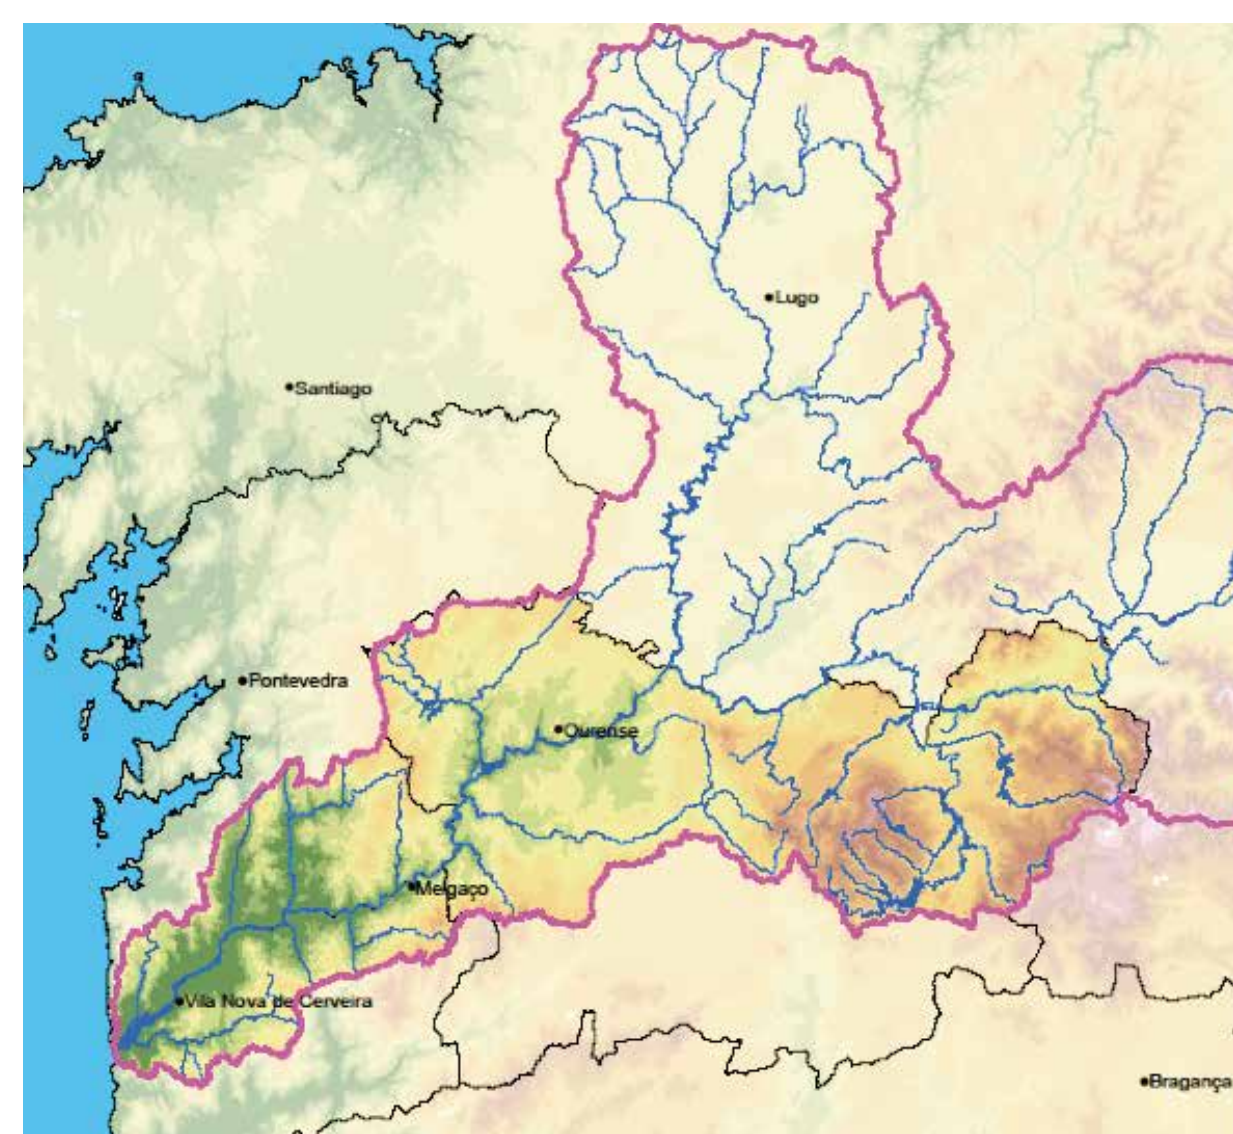 Lugo
Santiago
Pontevedra
Ourense
Melgaço
Vila Nova de Cerveira
Bragança